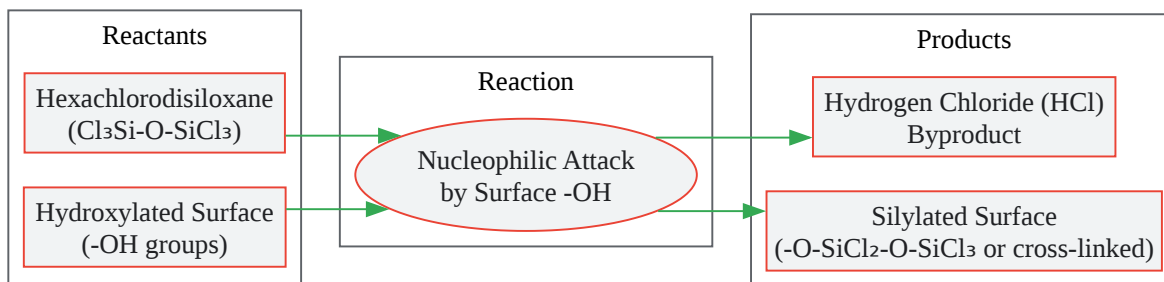 Reactants
Hexachlorodisiloxane
(Cl₃Si-O-SiCl₃)
Hydroxylated Surface
(-OH groups)
Reaction
Nucleophilic Attack
by Surface -OH
Products
Hydrogen Chloride (HCl)
Byproduct
Silylated Surface
(-O-SiCl₂-O-SiCl₃ or cross-linked)